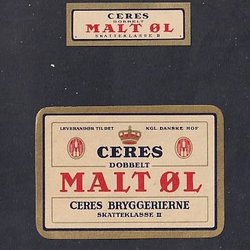 CERES
DOBBELT
MALT ØL
SKATTEKLASSE II
LEVERANDØR TIL DET KGL. DANSKE HOF
CERES
DOBBELT
MALT ØL
CERES BRYGGERIERNE
SKATTEKLASSE II